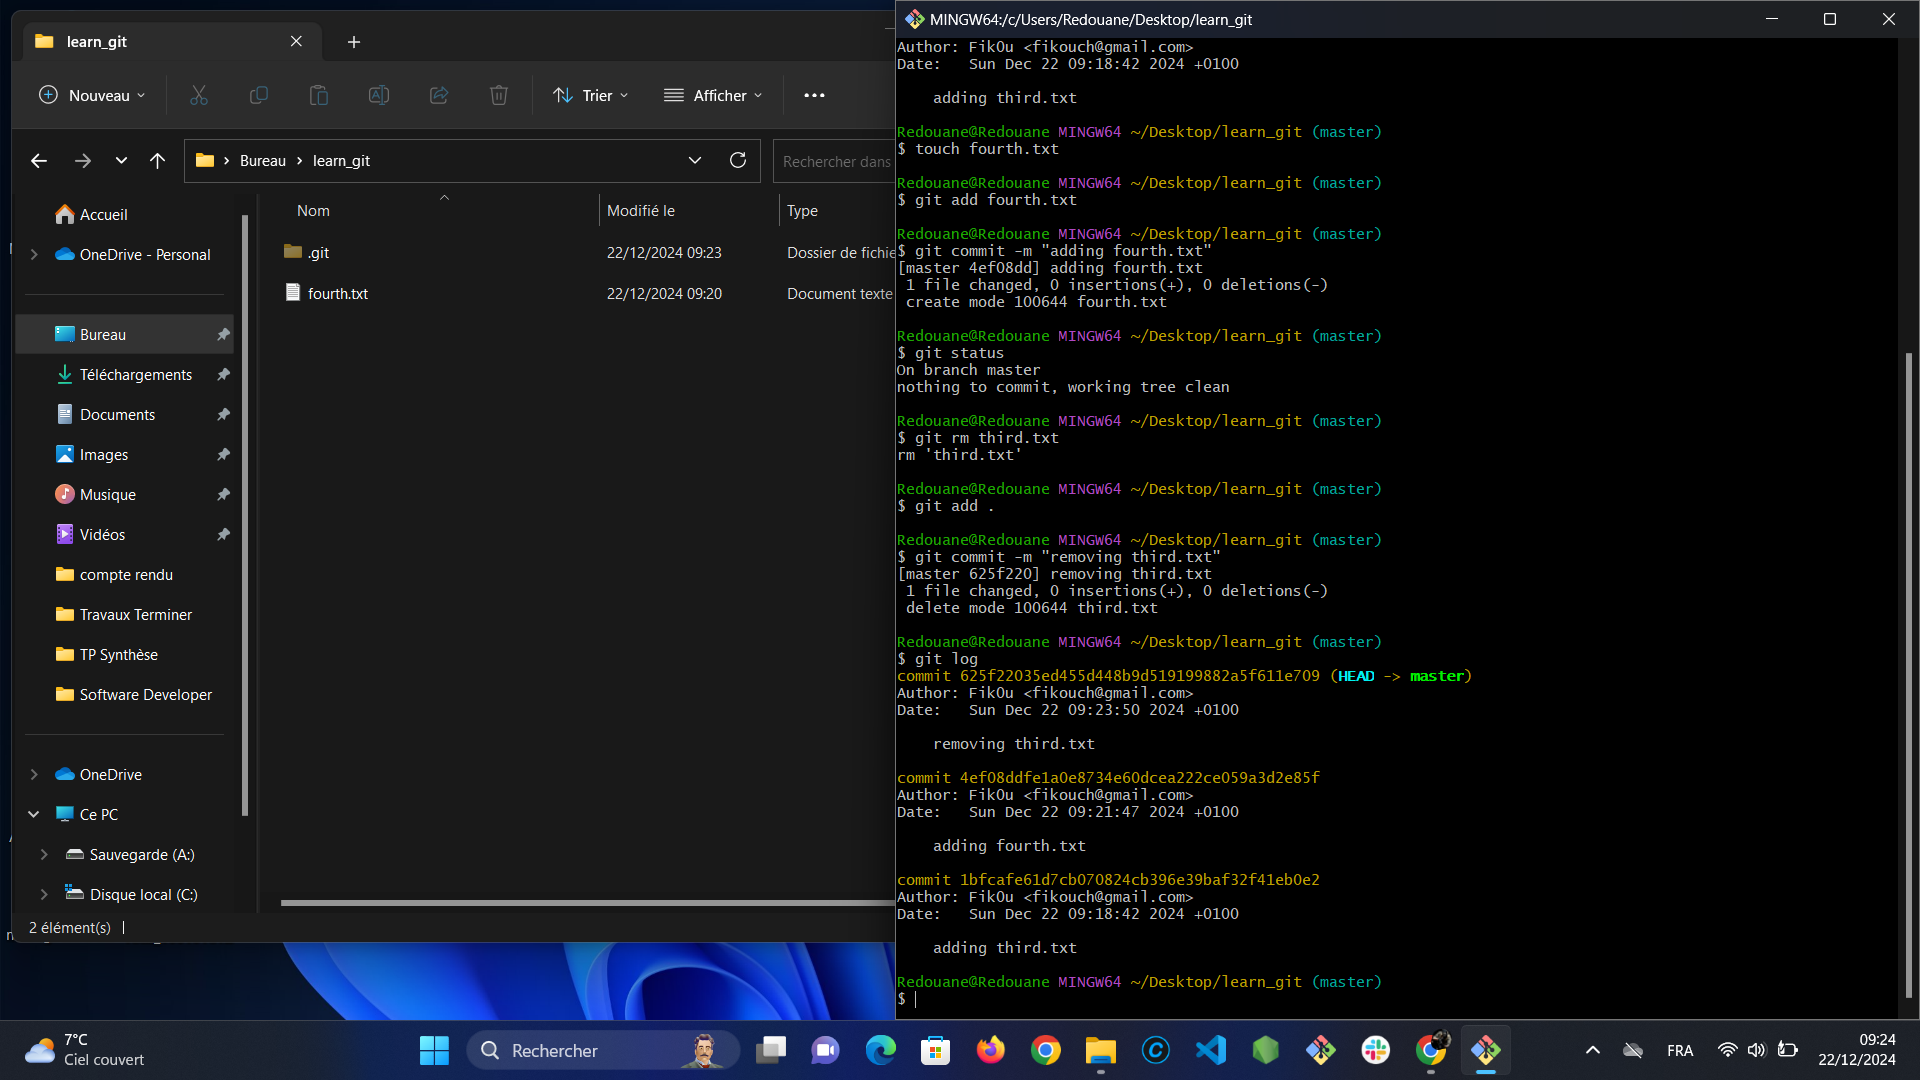 learn_git
Nouveau
Trier
Afficher
Bureau
learn_git
Rechercher dans
Nom
Modifié le
Type
.git
22/12/2024 09:23
Dossier de fichie
fourth.txt
22/12/2024 09:20
Document texte
Accueil
OneDrive - Personal
Bureau
Téléchargements
Documents
Images
Musique
Vidéos
compte rendu
Travaux Terminer
TP Synthèse
Software Developer
OneDrive
Ce PC
Sauvegarde (A:)
Disque local (C:)
2 élément(s)
MINGW64:/c/Users/Redouane/Desktop/learn_git
Author: Fik0u <fikouch@gmail.com>
Date:   Sun Dec 22 09:18:42 2024 +0100
adding third.txt
Redouane@Redouane MINGW64 ~/Desktop/learn_git (master)
$ touch fourth.txt
Redouane@Redouane MINGW64 ~/Desktop/learn_git (master)
$ git add fourth.txt
Redouane@Redouane MINGW64 ~/Desktop/learn_git (master)
$ git commit -m "adding fourth.txt"
[master 4ef08dd] adding fourth.txt
1 file changed, 0 insertions(+), 0 deletions(-)
create mode 100644 fourth.txt
Redouane@Redouane MINGW64 ~/Desktop/learn_git (master)
$ git status
On branch master
nothing to commit, working tree clean
Redouane@Redouane MINGW64 ~/Desktop/learn_git (master)
$ git rm third.txt
rm 'third.txt'
Redouane@Redouane MINGW64 ~/Desktop/learn_git (master)
$ git add .
Redouane@Redouane MINGW64 ~/Desktop/learn_git (master)
$ git commit -m "removing third.txt"
[master 625f220] removing third.txt
1 file changed, 0 insertions(+), 0 deletions(-)
delete mode 100644 third.txt
Redouane@Redouane MINGW64 ~/Desktop/learn_git (master)
$ git log
commit 625f22035ed455d448b9d519199882a5f611e709 (HEAD -> master)
Author: Fik0u <fikouch@gmail.com>
Date:   Sun Dec 22 09:23:50 2024 +0100
removing third.txt
commit 4ef08ddfe1a0e8734e60dcea222ce059a3d2e85f
Author: Fik0u <fikouch@gmail.com>
Date:   Sun Dec 22 09:21:47 2024 +0100
adding fourth.txt
commit 1bfcafe61d7cb070824cb396e39baf32f41eb0e2
Author: Fik0u <fikouch@gmail.com>
Date:   Sun Dec 22 09:18:42 2024 +0100
adding third.txt
Redouane@Redouane MINGW64 ~/Desktop/learn_git (master)
$
7°C
Ciel couvert
Rechercher
FRA
09:24
22/12/2024